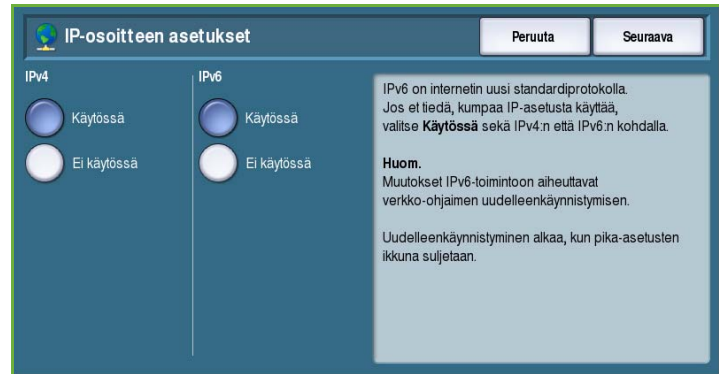 IP-osoitteen asetukset
Peruuta
Seuraava
IPv4
Käytössä
Ei käytössä
IPv6
Käytössä
Ei käytössä
IPv6 on internetin uusi standardiprotokolla.
Jos et tiedä, kumpaa IP-asetusta käyttää,
valitse Käytössä sekä IPv4:n että IPv6:n kohdalla.
Huom.
Muutokset IPv6-toimintoon aiheuttavat
verkko-ohjaimen uudelleenkäynnistymisen.
Uudelleenkäynnistyminen alkaa, kun pika-asetusten
ikkuna suljetaan.